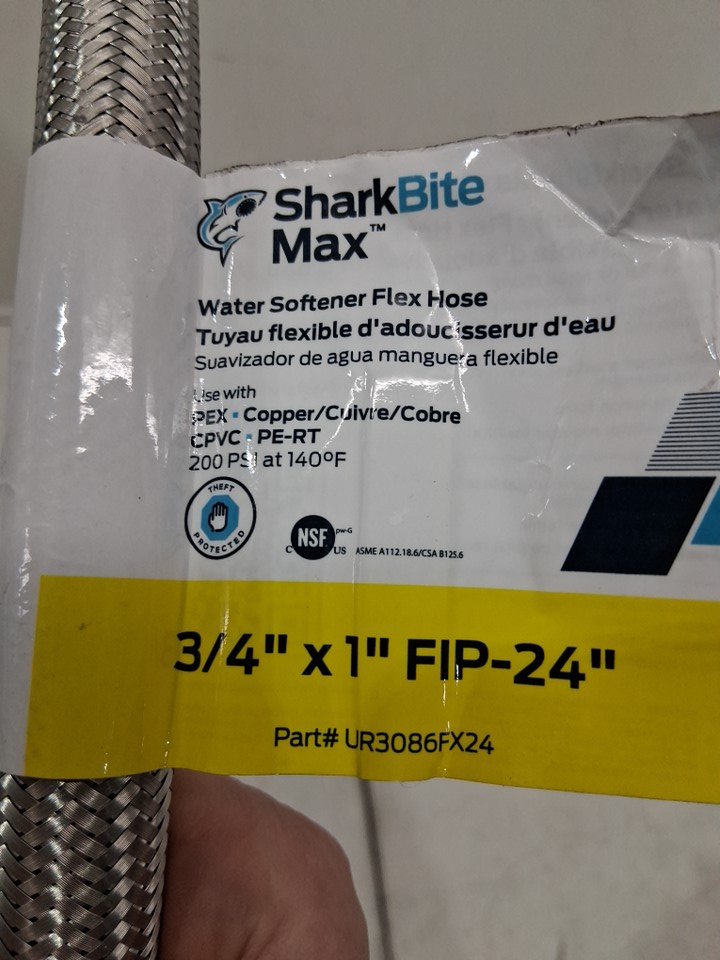 SharkBite
Max™
Water Softener Flex Hose
Tuyau flexible d'adoucisserur d'eau
Suavizador de agua manguera flexible
Use with
PEX ▪ Copper/Cuivre/Cobre
CPVC ▪ PE-RT
200 PSI at 140ºF
THEFT
PROTECTED
C NSF US pw-G ASME A112.18.6/CSA B125.6
3/4" x 1" FIP-24"
Part# UR3086FX24